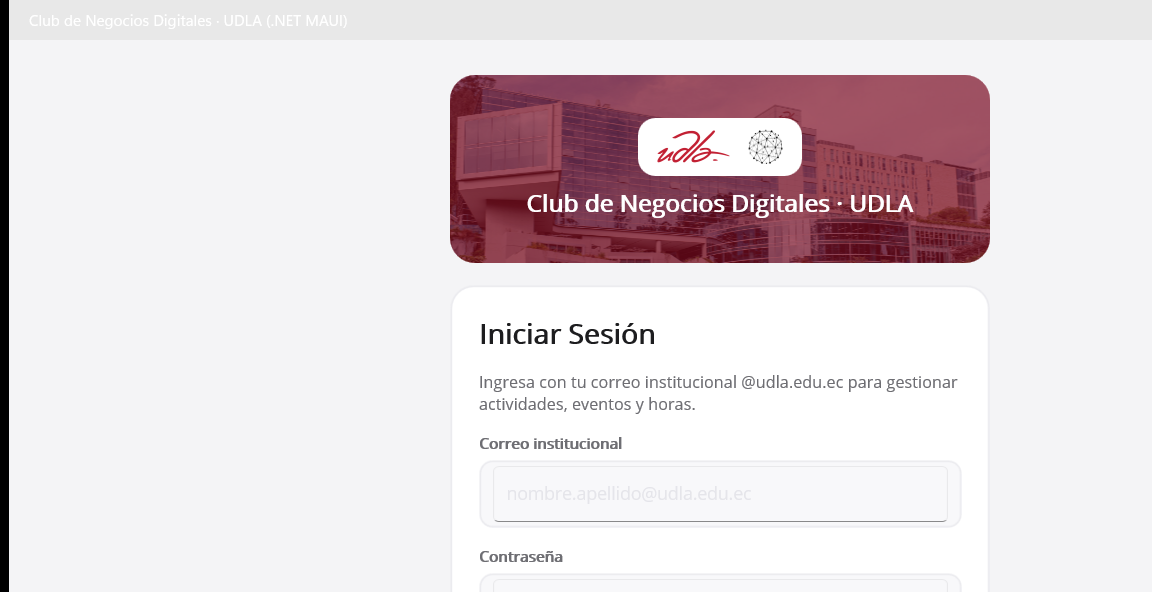 Club de Negocios Digitales · UDLA (.NET MAUI)
udla.
Club de Negocios Digitales · UDLA
Iniciar Sesión
Ingresa con tu correo institucional @udla.edu.ec para gestionar
actividades, eventos y horas.
Correo institucional
nombre.apellido@udla.edu.ec
Contraseña